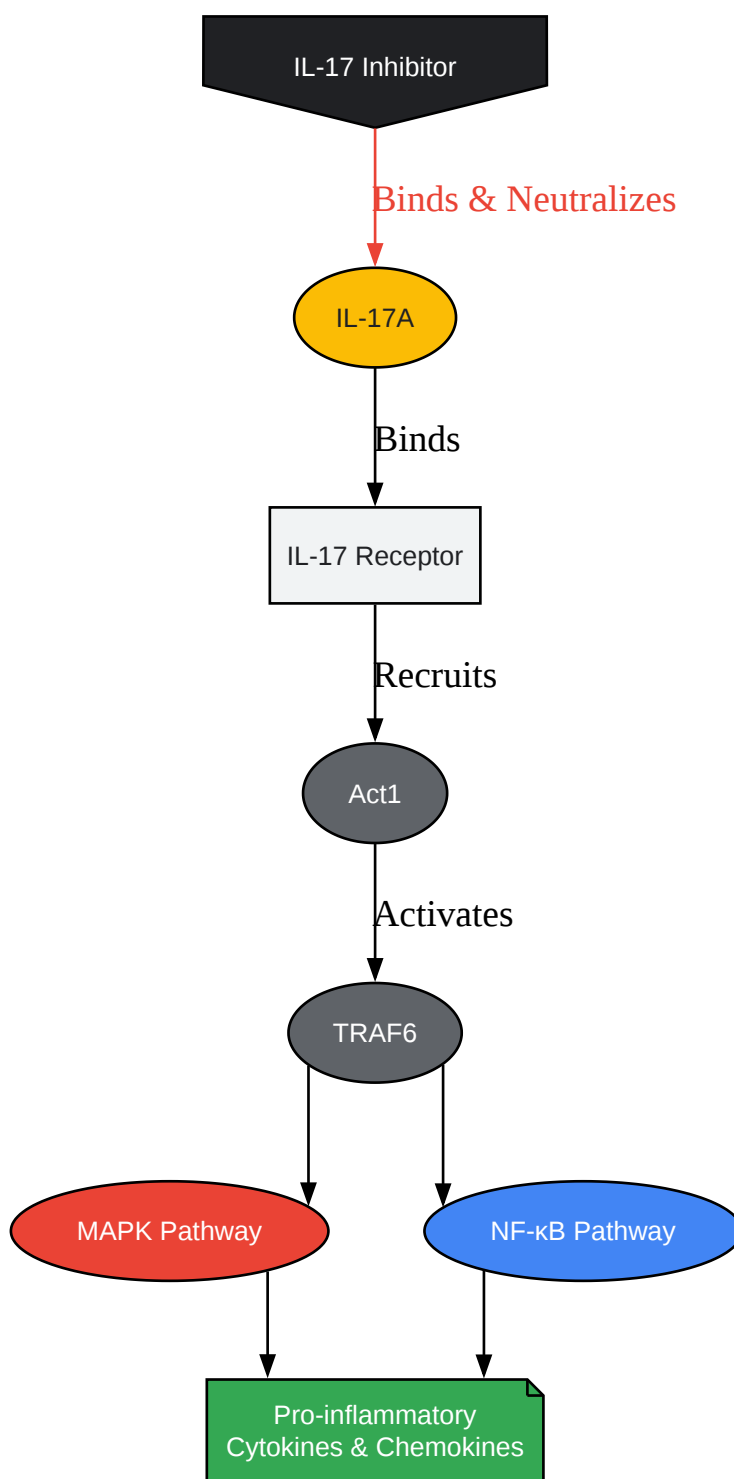 IL-17 Inhibitor
Binds & Neutralizes
IL-17A
Binds
IL-17 Receptor
Recruits
Act1
Activates
TRAF6
MAPK Pathway
NF-κB Pathway
Pro-inflammatory
Cytokines & Chemokines